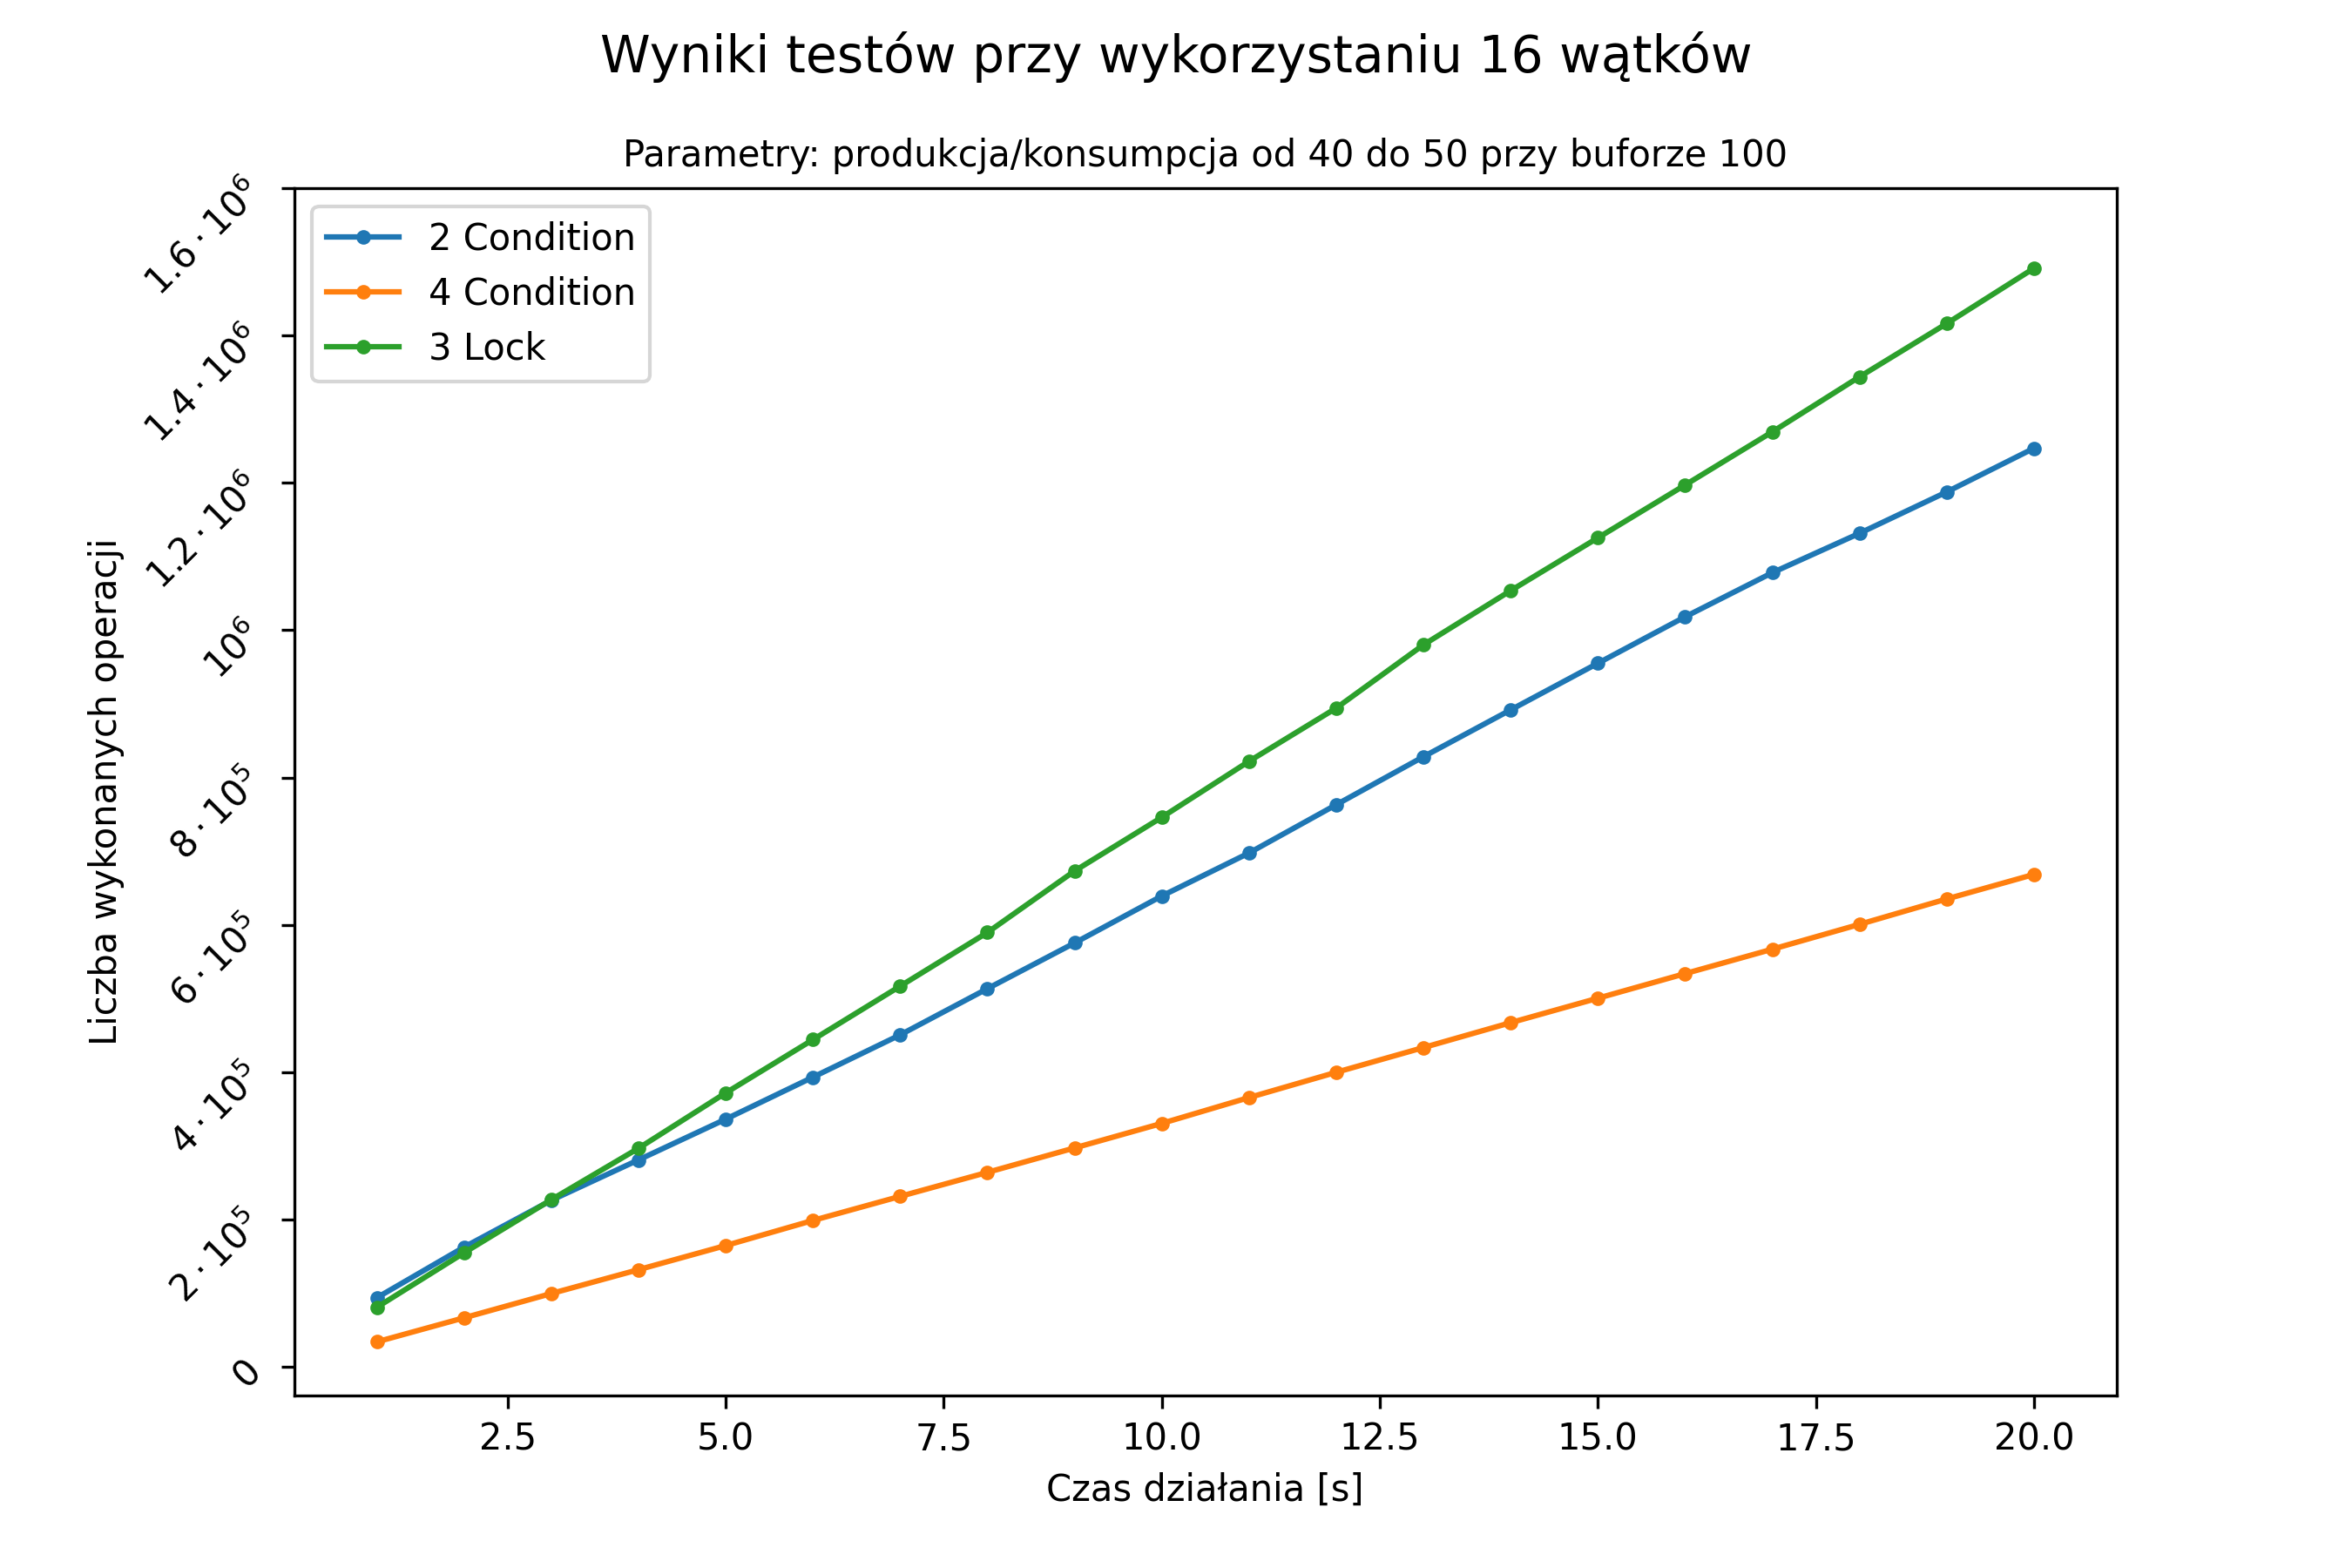 Wyniki testów przy wykorzystaniu 16 wątków
Parametry: produkcja/konsumpcja od 40 do 50 przy buforze 100
2 Condition
4 Condition
3 Lock
1.6 · 10⁶
1.4 · 10⁶
1.2 · 10⁶
10⁶
8 · 10⁵
6 · 10⁵
4 · 10⁵
2 · 10⁵
0
Liczba wykonanych operacji
2.5 5.0 7.5 10.0 12.5 15.0 17.5 20.0
Czas działania [s]